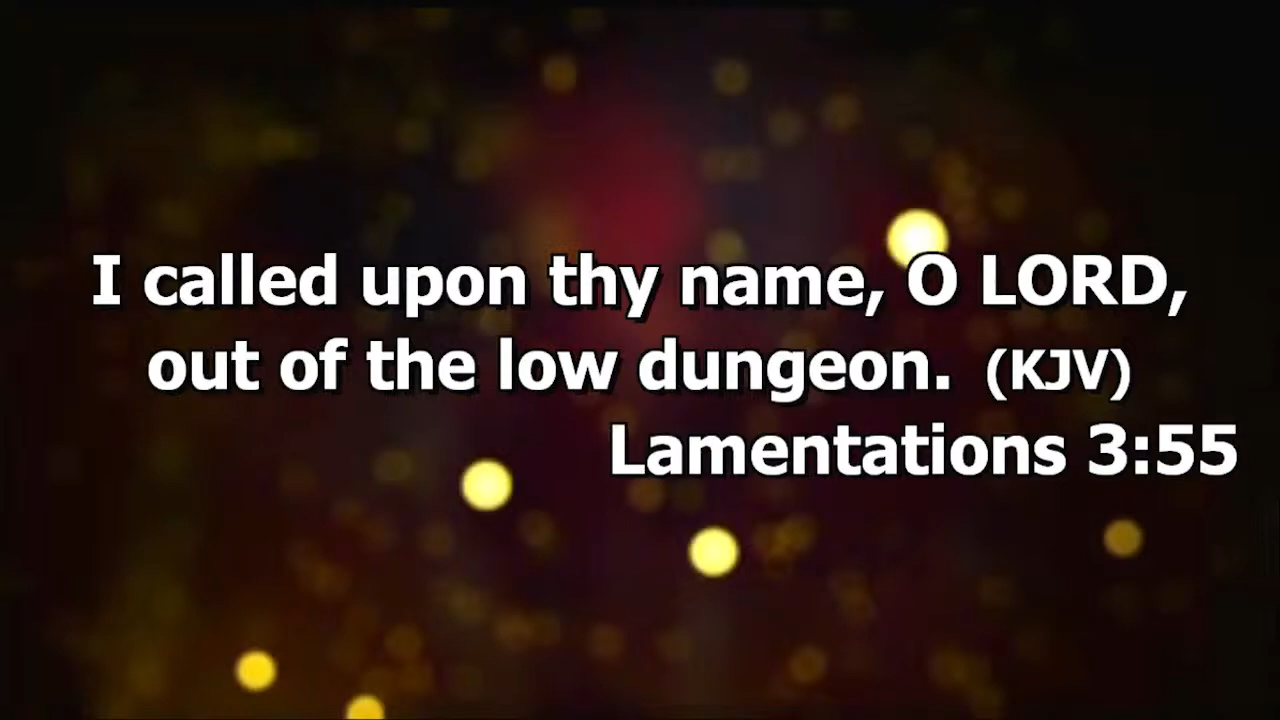 I called upon thy name, O LORD,
out of the low dungeon. (KJV)
Lamentations 3:55